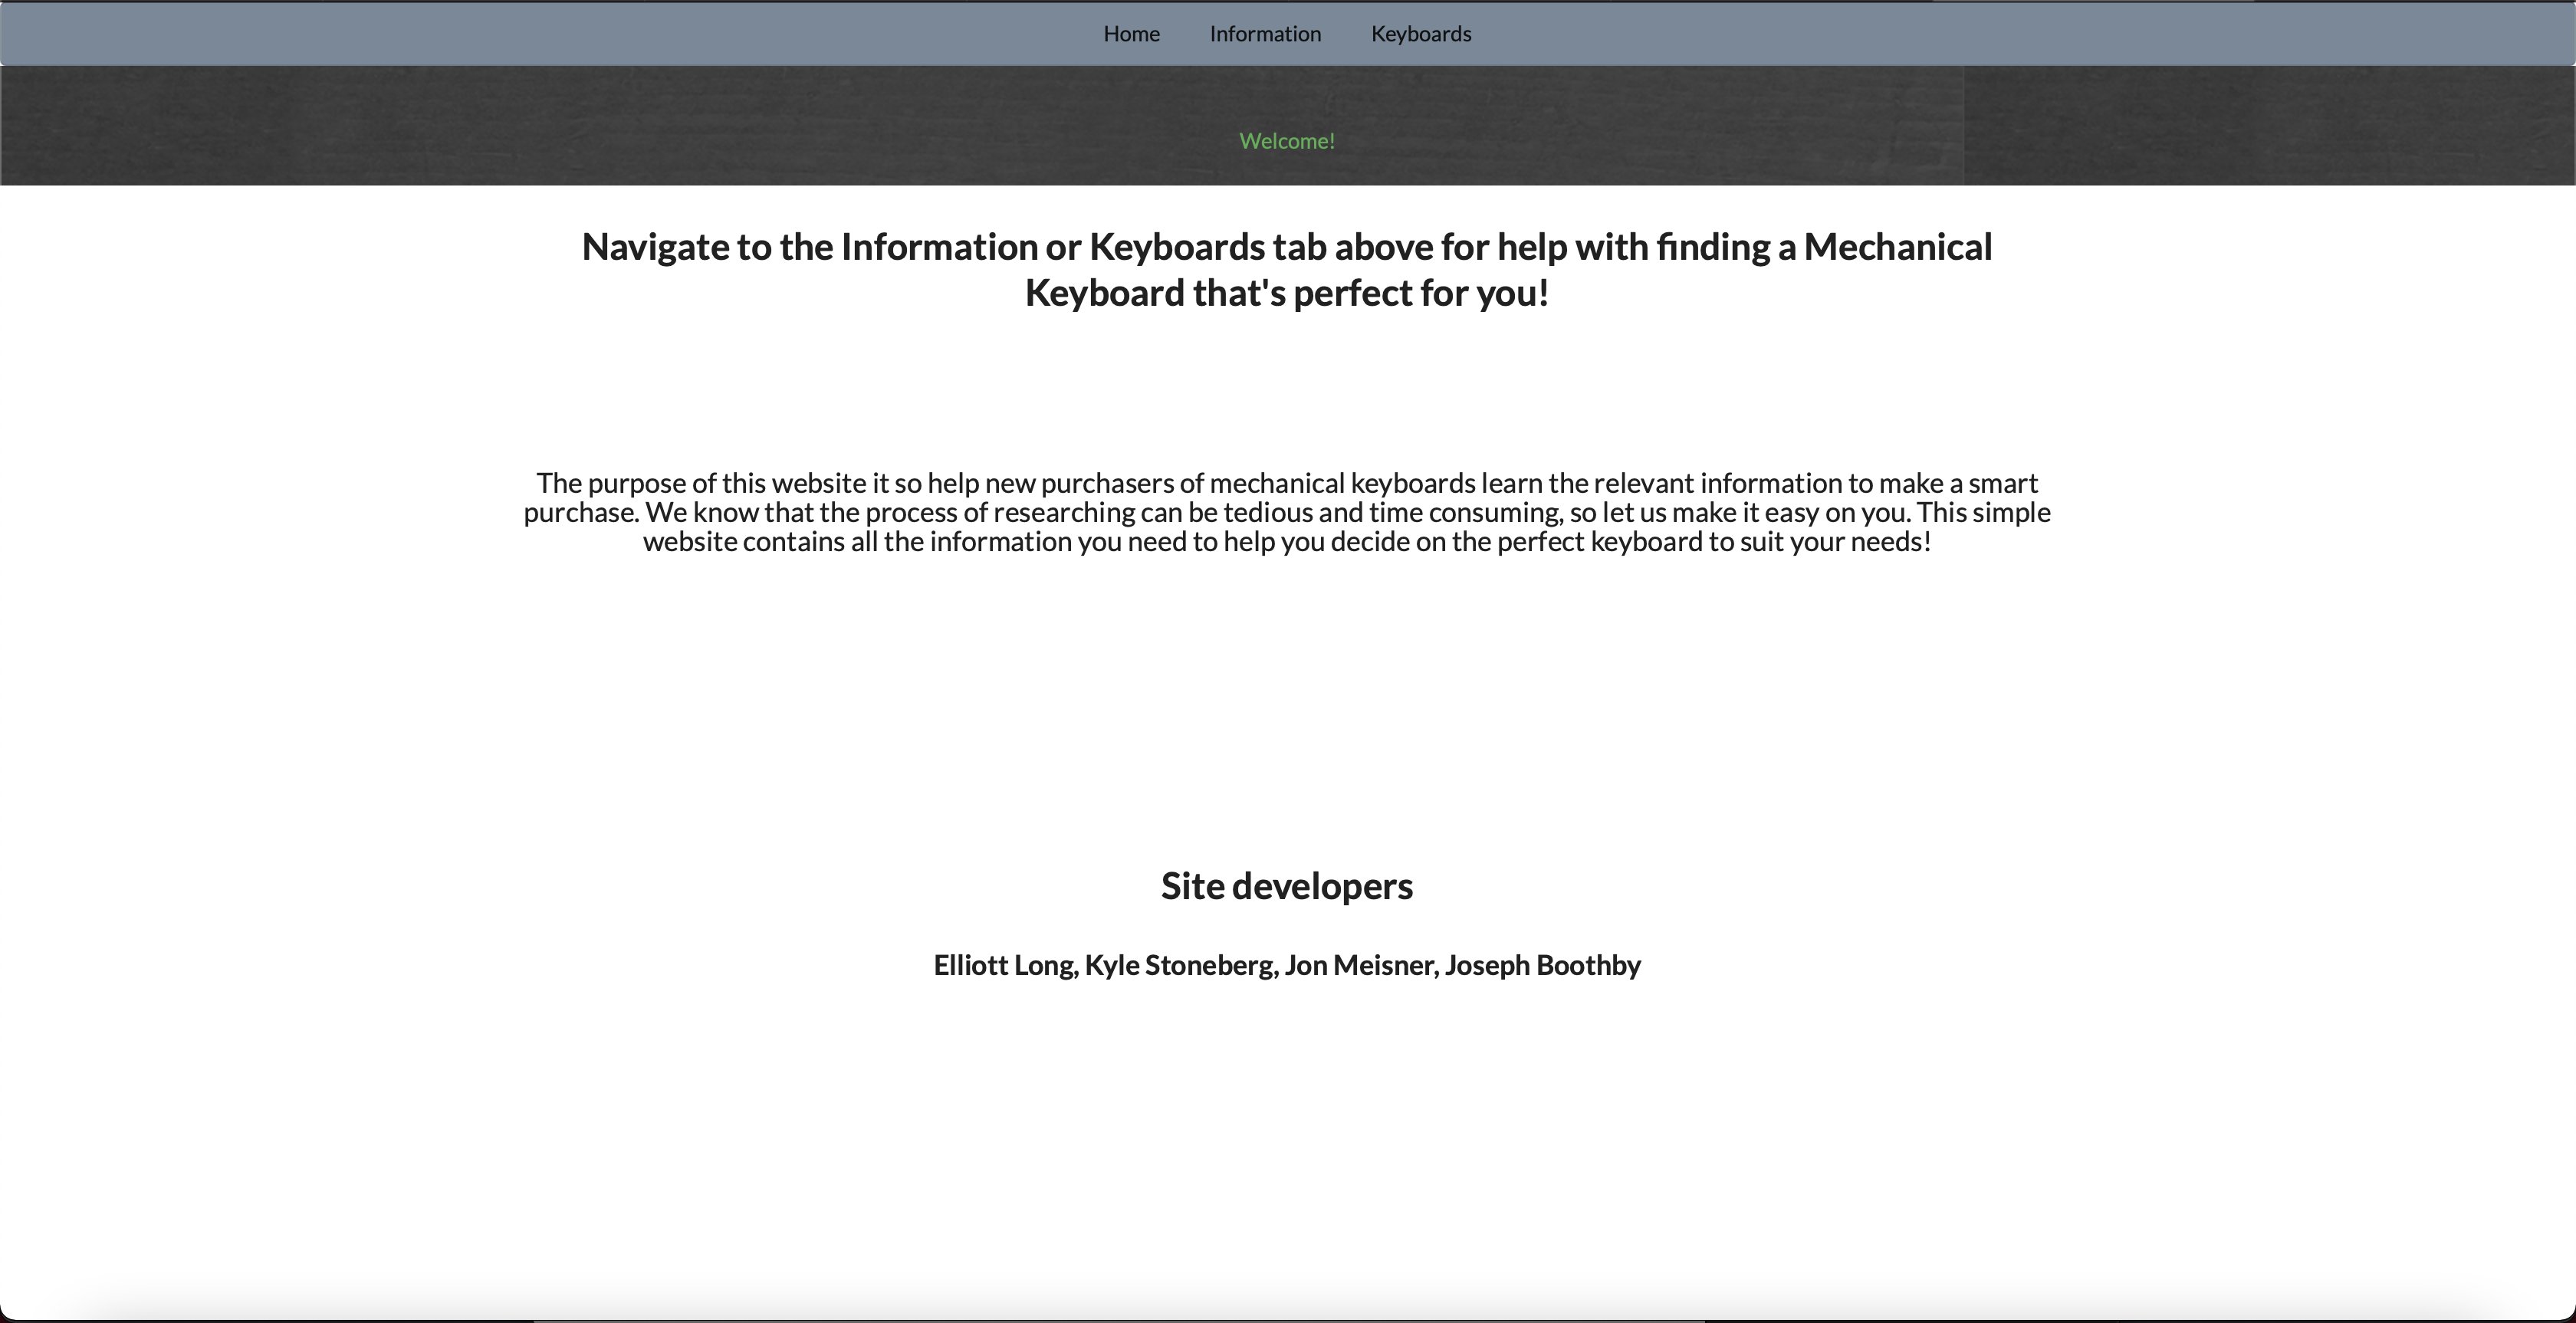 Home Information Keyboards
Welcome!
Navigate to the Information or Keyboards tab above for help with finding a Mechanical
Keyboard that's perfect for you!
The purpose of this website it so help new purchasers of mechanical keyboards learn the relevant information to make a smart
purchase. We know that the process of researching can be tedious and time consuming, so let us make it easy on you. This simple
website contains all the information you need to help you decide on the perfect keyboard to suit your needs!
Site developers
Elliott Long, Kyle Stoneberg, Jon Meisner, Joseph Boothby